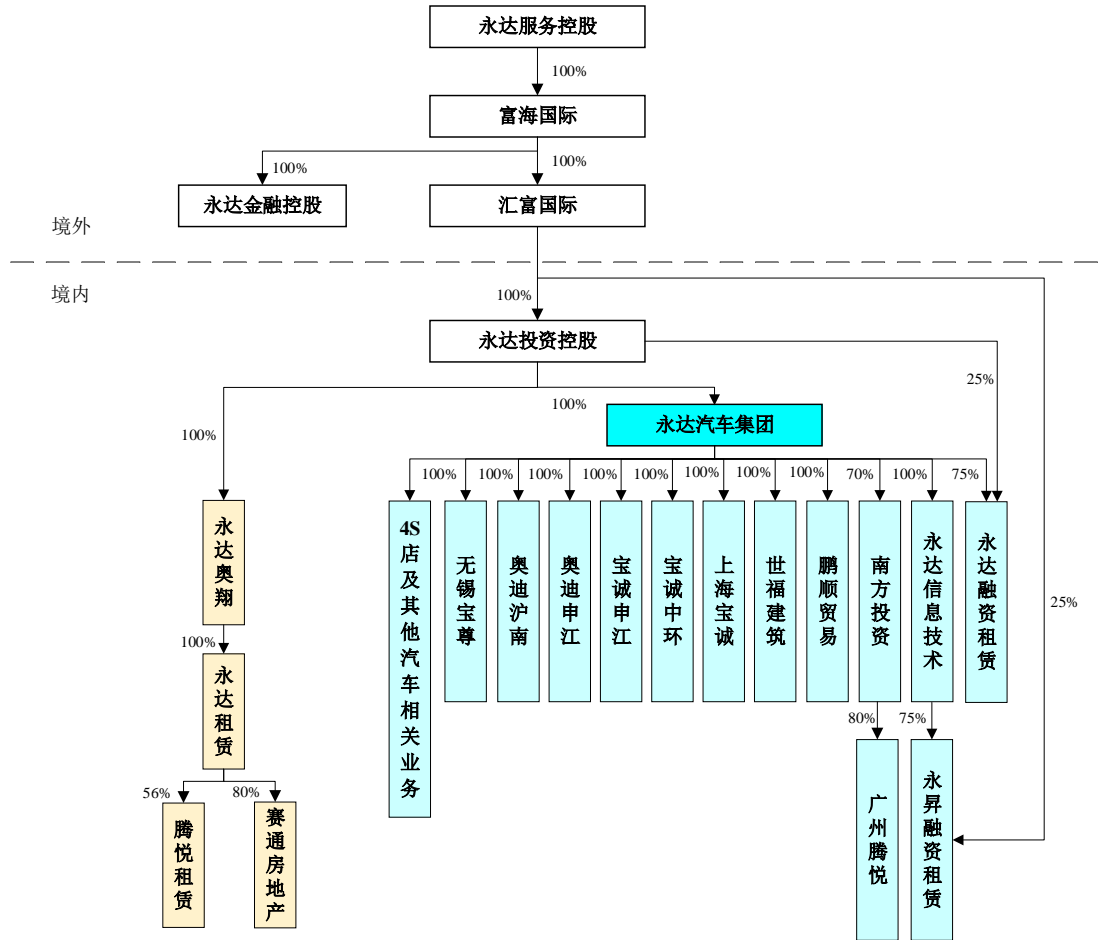 永达服务控股
100%
富海国际
100%
100%
永达金融控股
汇富国际
境外
境内
100%
永达投资控股
25%
100%
永达汽车集团
100%
100%
100%
100%
100%
100%
100%
100%
100%
70%
100%
75%
永达奥翔
4S店及其他汽车相关业务
无锡宝尊
奥迪沪南
奥迪申江
宝诚申江
宝诚中环
上海宝诚
世福建筑
鹏顺贸易
南方投资
永达信息技术
永达融资租赁
25%
100%
永达租赁
80%
75%
56%
80%
腾悦租赁
赛通房地产
广州腾悦
永昇融资租赁